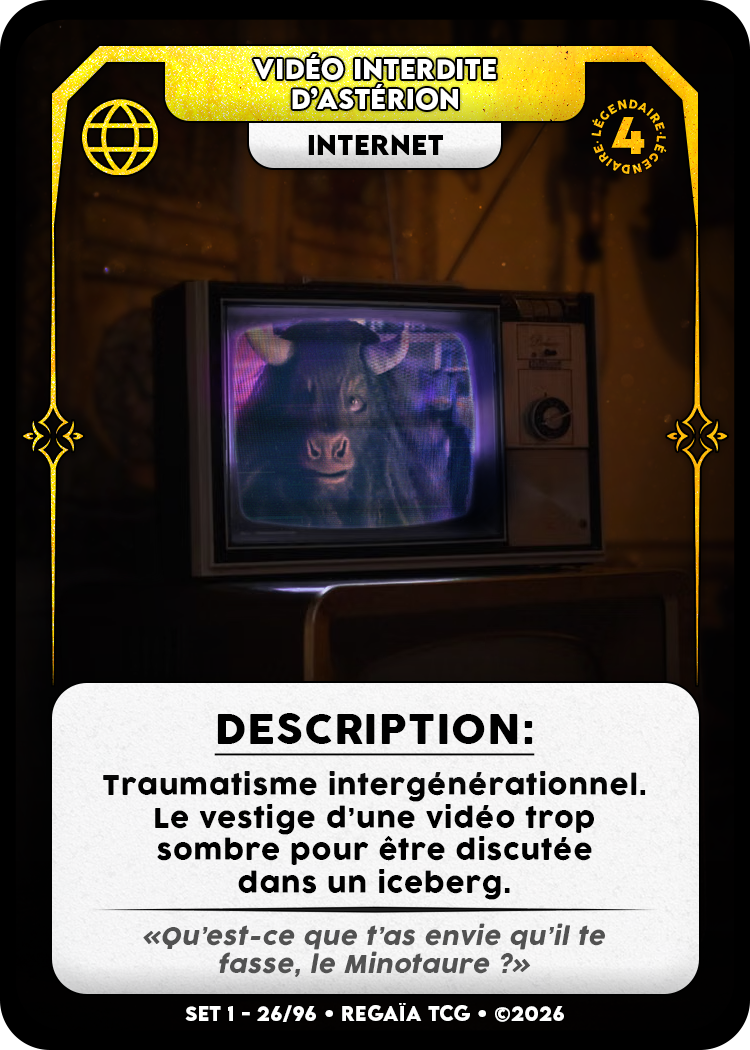 VIDÉO INTERDITE
D'ASTÉRION
INTERNET
LÉGENDAIRE·LÉGENDAIRE·
4
DESCRIPTION:
Traumatisme intergénérationnel.
Le vestige d'une vidéo trop
sombre pour être discutée
dans un iceberg.
«Qu'est-ce que t'as envie qu'il te
fasse, le Minotaure ?»
SET 1 - 26/96 • REGAÏA TCG • ©2026